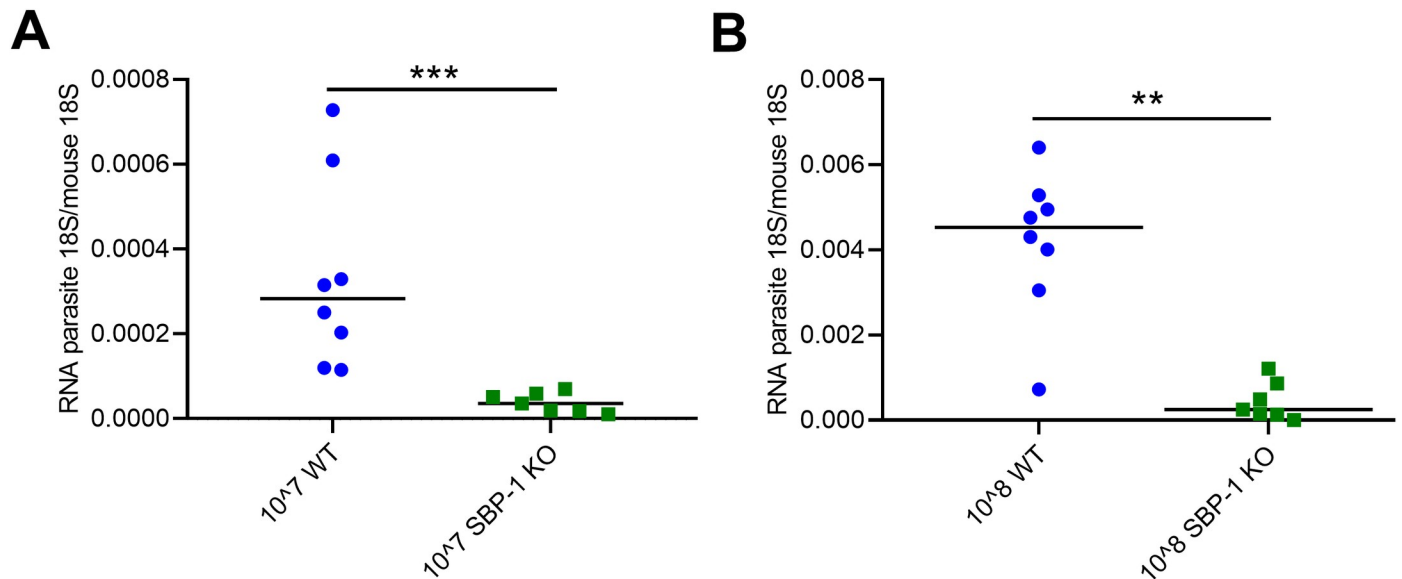 A
RNA parasite 18S/mouse 18S
0.0008
0.0006
0.0004
0.0002
0.0000
***
10^7 WT
10^7 SBP-1 KO
B
RNA parasite 18S/mouse 18S
0.008
0.006
0.004
0.002
0.000
**
10^8 WT
10^8 SBP-1 KO